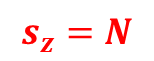 s_z = N